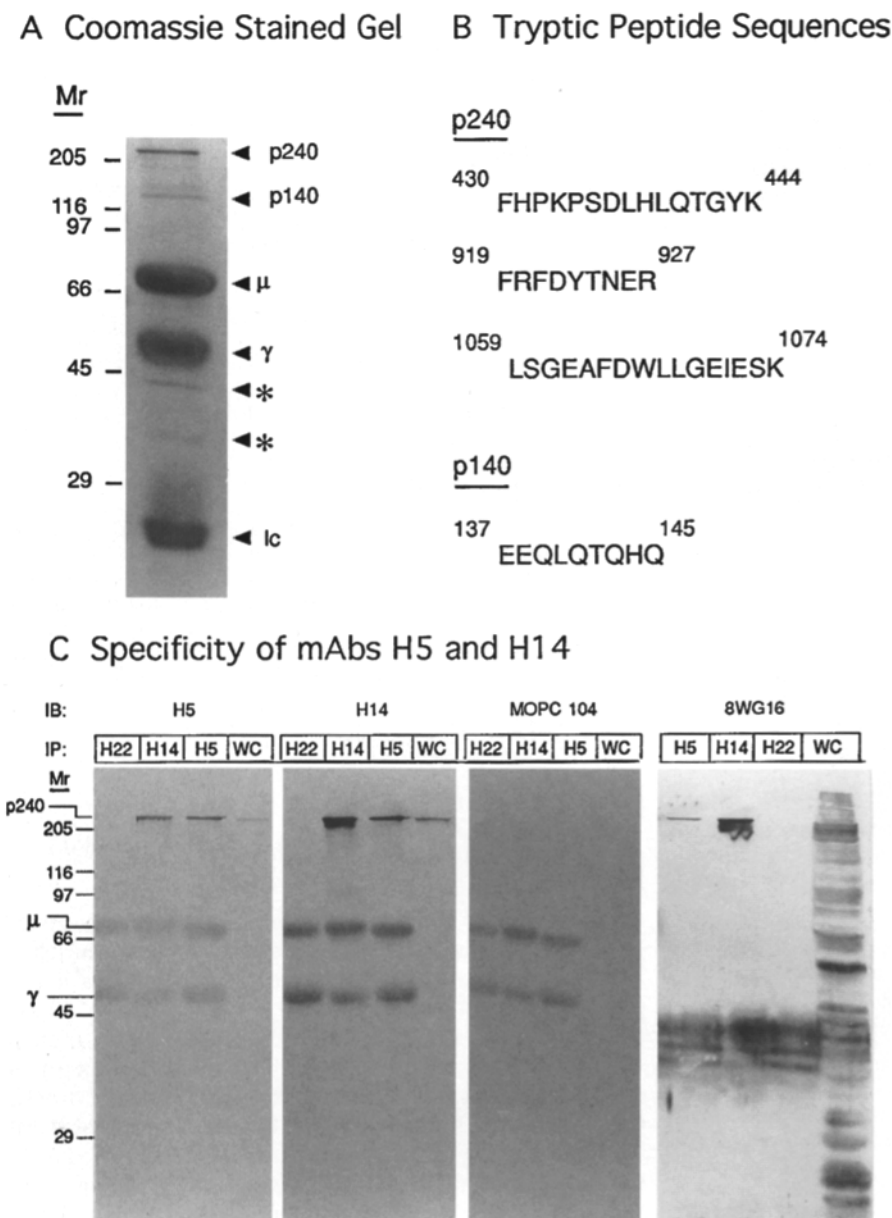 A Coomassie Stained Gel
Mr
205
116
97
66
45
29
p240
p140
μ
γ
*
*
lc
B Tryptic Peptide Sequences
p240
430 FHPKPSDLHLQTGYK 444
919 FRFDYTNER 927
1059 LSGEAFDWLLGEIESK 1074
p140
137 EEQLQTQHQ 145
C Specificity of mAbs H5 and H14
IB: H5 H14 MOPC 104 8WG16
IP: H22 H14 H5 WC H22 H14 H5 WC H22 H14 H5 WC H5 H14 H22 WC
Mr
p240
205
116
97
μ
66
γ
45
29